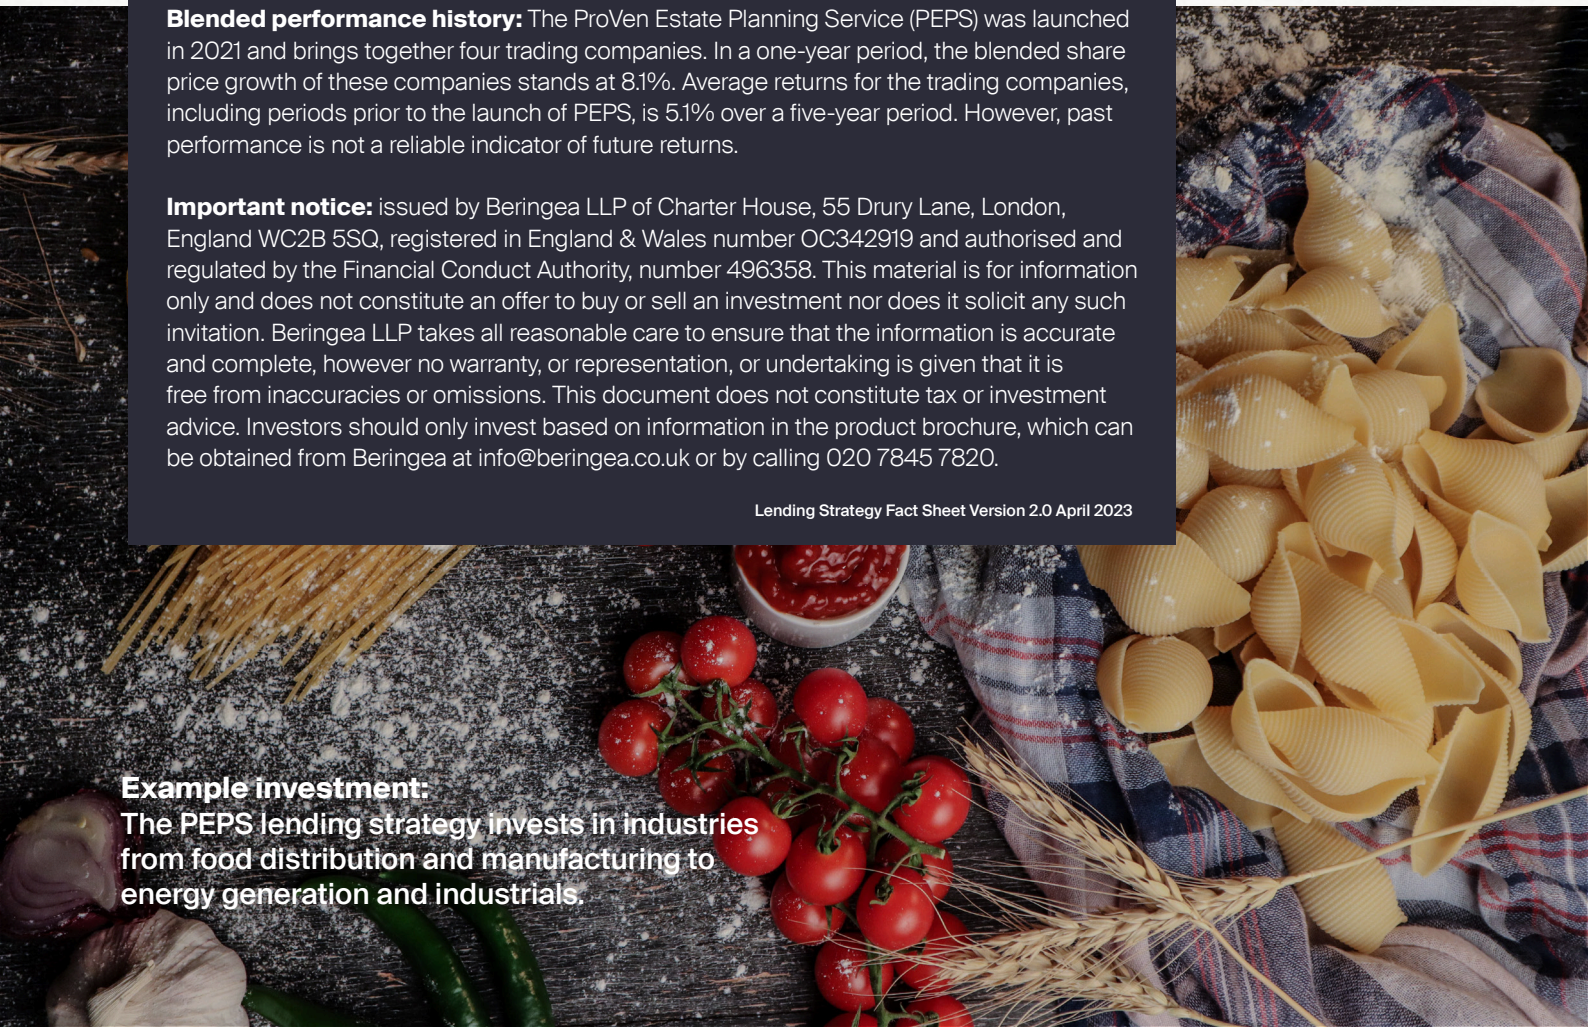 Blended performance history: The ProVen Estate Planning Service (PEPS) was launched
in 2021 and brings together four trading companies. In a one-year period, the blended share
price growth of these companies stands at 8.1%. Average returns for the trading companies,
including periods prior to the launch of PEPS, is 5.1% over a five-year period. However, past
performance is not a reliable indicator of future returns.
Important notice: issued by Beringea LLP of Charter House, 55 Drury Lane, London,
England WC2B 5SQ, registered in England & Wales number OC342919 and authorised and
regulated by the Financial Conduct Authority, number 496358. This material is for information
only and does not constitute an offer to buy or sell an investment nor does it solicit any such
invitation. Beringea LLP takes all reasonable care to ensure that the information is accurate
and complete, however no warranty, or representation, or undertaking is given that it is
free from inaccuracies or omissions. This document does not constitute tax or investment
advice. Investors should only invest based on information in the product brochure, which can
be obtained from Beringea at info@beringea.co.uk or by calling 020 7845 7820.
Lending Strategy Fact Sheet Version 2.0 April 2023
Example investment:
The PEPS lending strategy invests in industries
from food distribution and manufacturing to
energy generation and industrials.